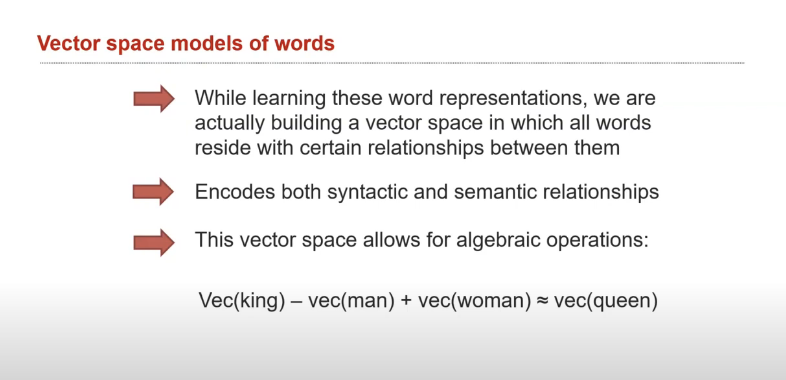 Vector space models of words
While learning these word representations, we are
actually building a vector space in which all words
reside with certain relationships between them
Encodes both syntactic and semantic relationships
This vector space allows for algebraic operations:
Vec(king) – vec(man) + vec(woman) ≈ vec(queen)